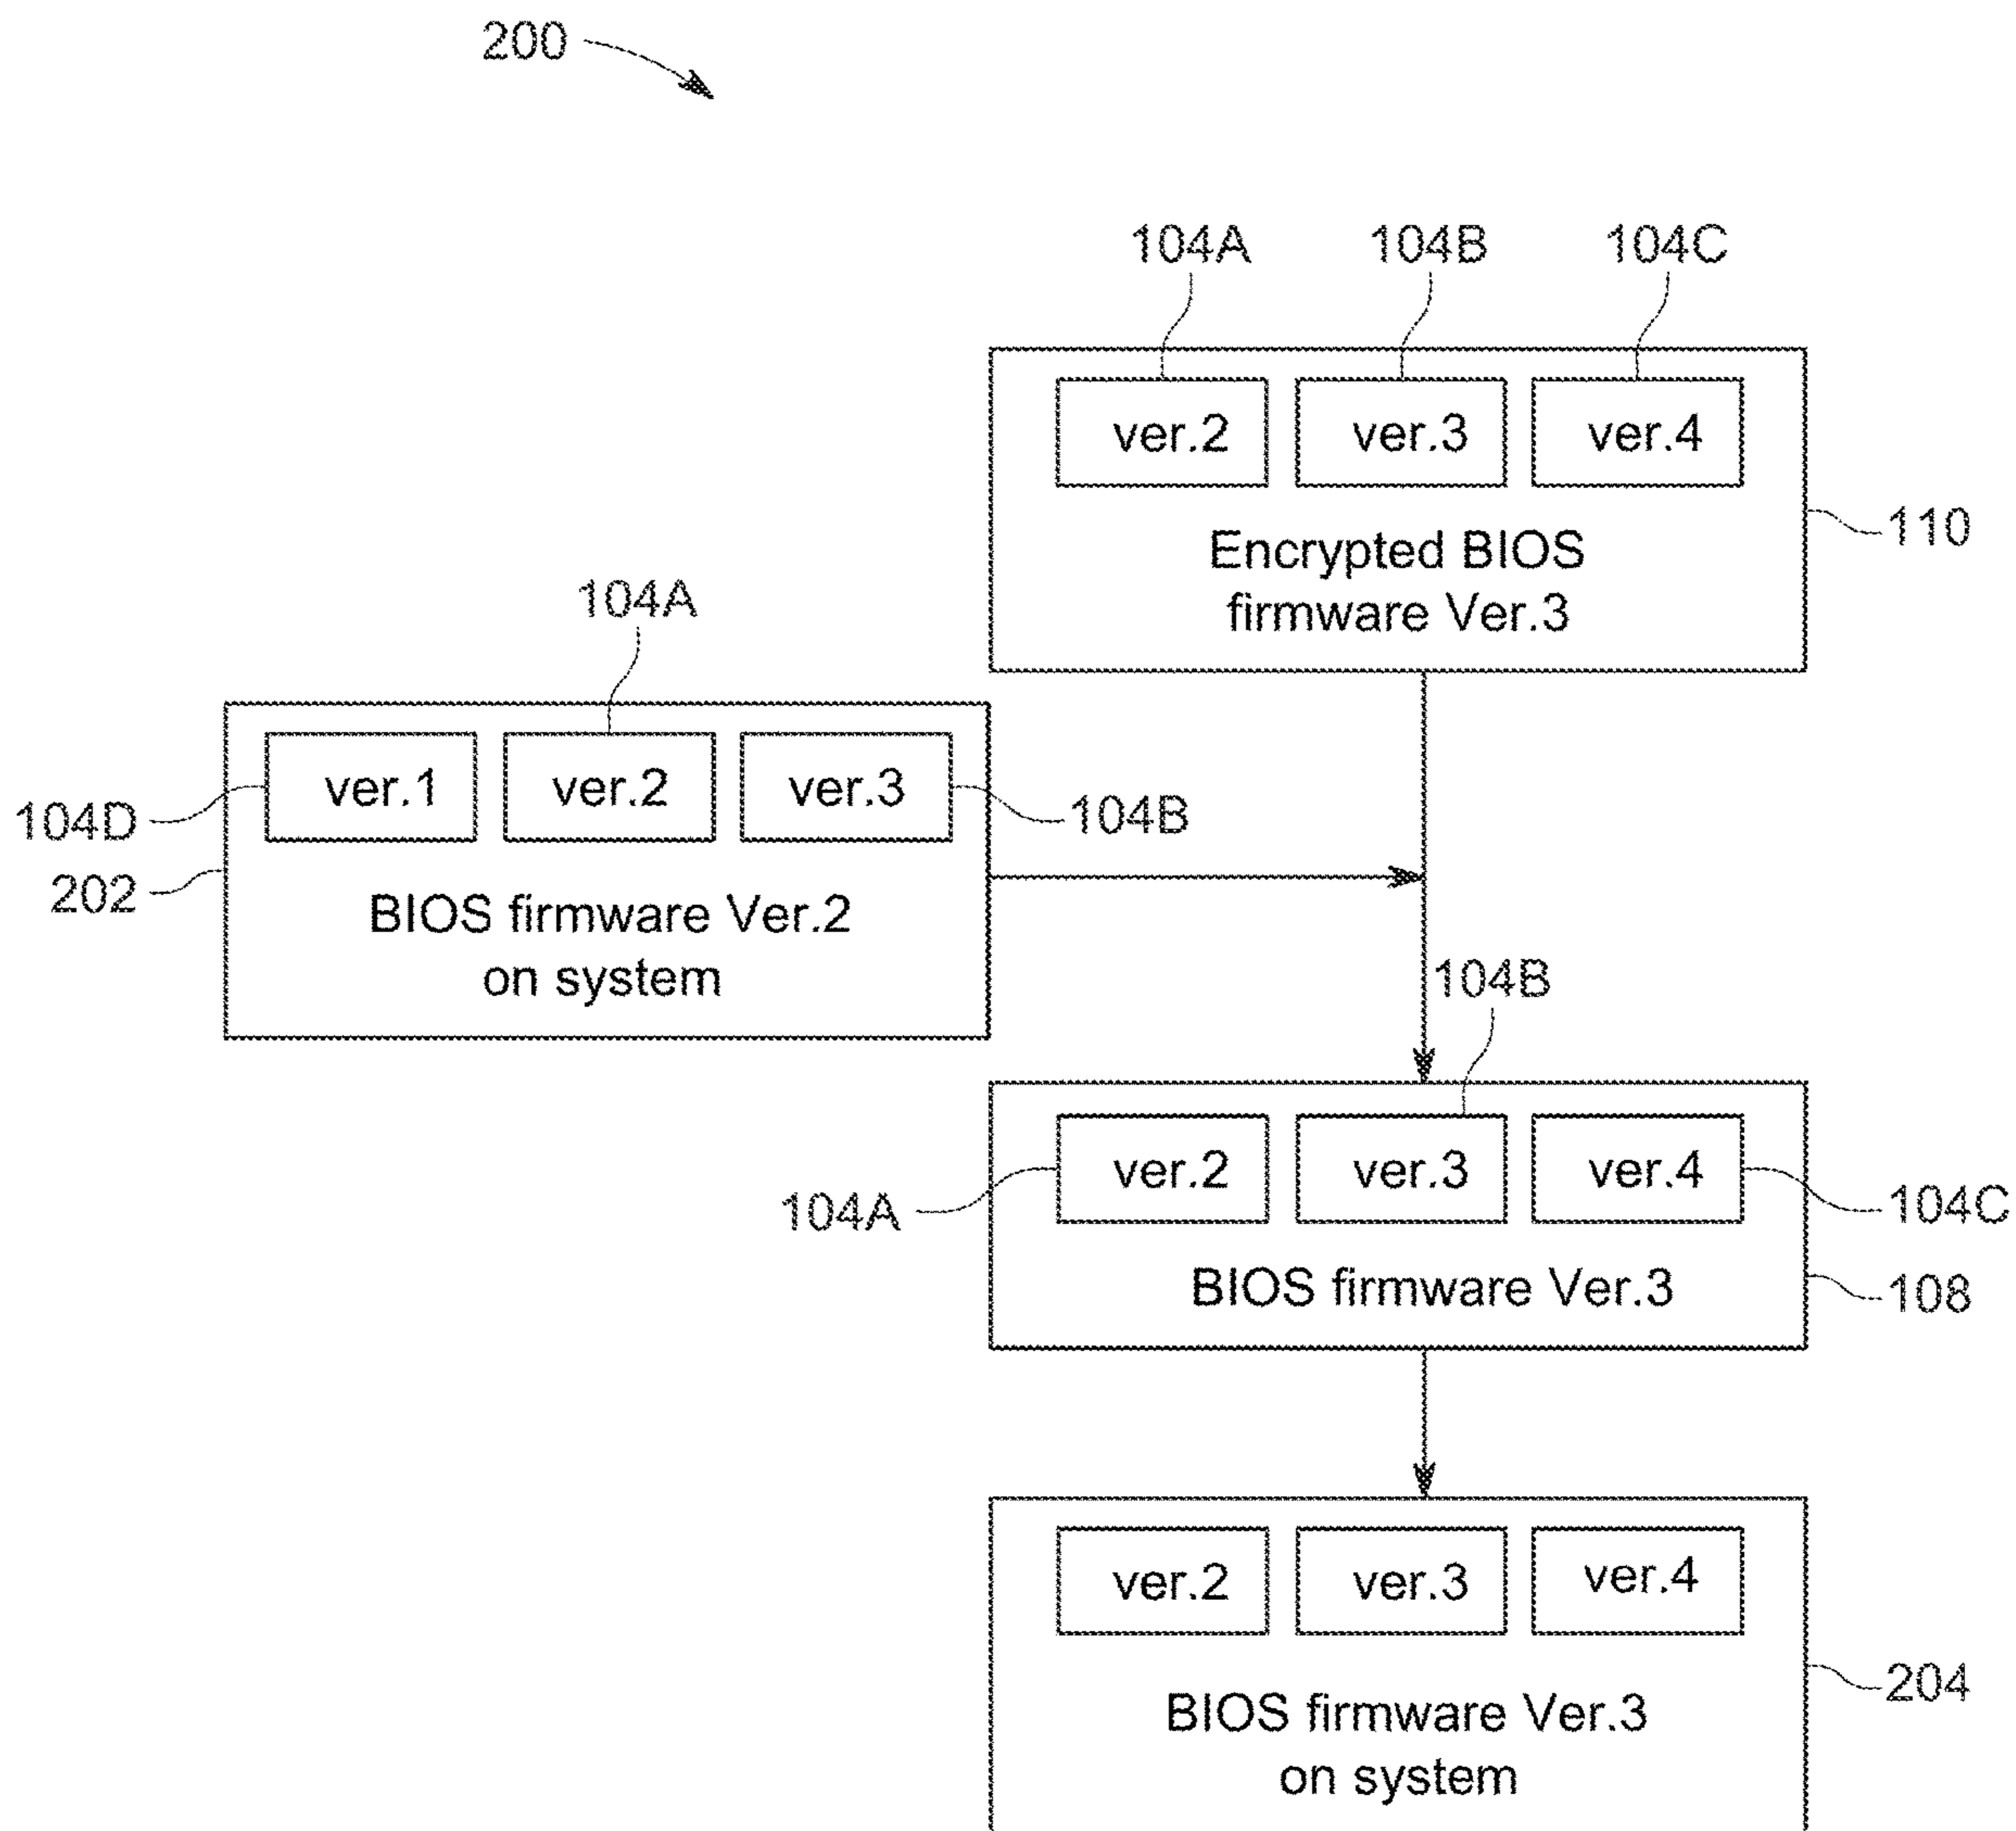 200
104A 104B 104C
ver.2 ver.3 ver.4
110
Encrypted BIOS
firmware Ver.3
104A
ver.1 ver.2 ver.3
104D
104B
202
BIOS firmware Ver.2
on system
104B
ver.2 ver.3 ver.4
104A
104C
BIOS firmware Ver.3
108
ver.2 ver.3 ver.4
204
BIOS firmware Ver.3
on system